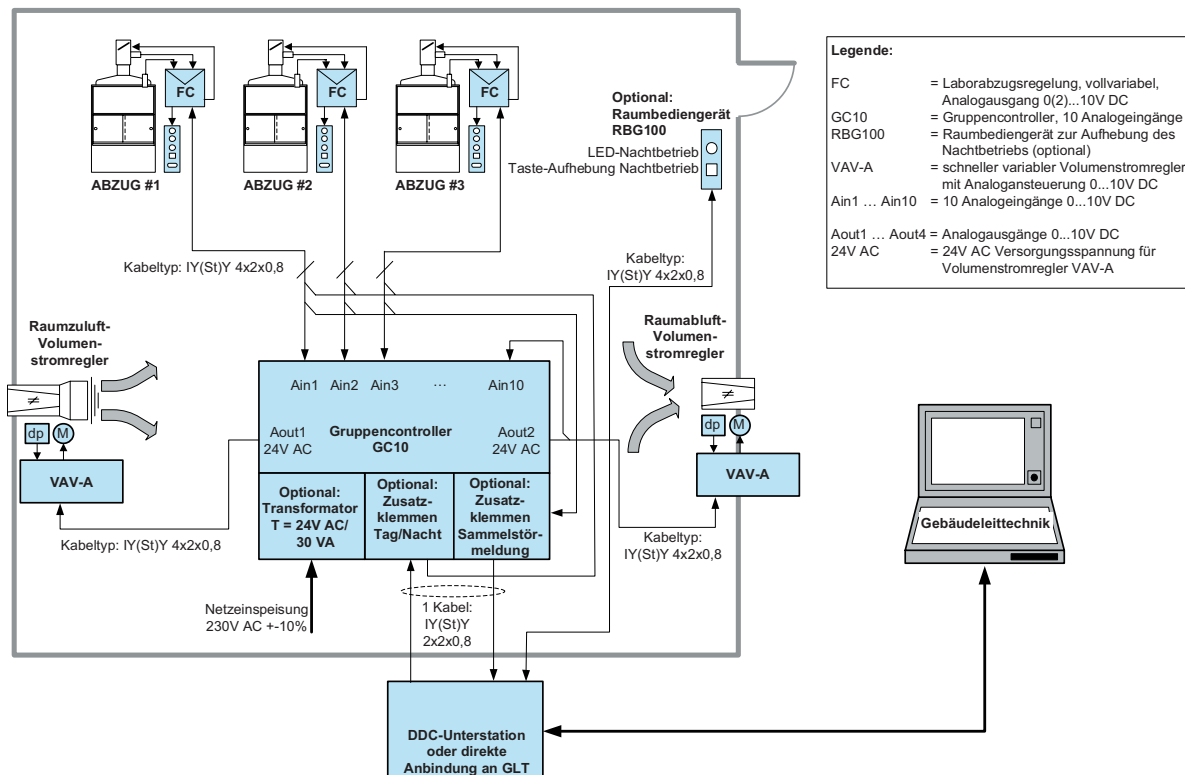 FC
FC
FC
ABZUG #1
ABZUG #2
ABZUG #3
Optional:
Raumbediengerät
RBG100
LED-Nachtbetrieb
Taste-Aufhebung Nachtbetrieb
Legende:
FC = Laborabzugsregelung, vollvariabel,
Analogausgang 0(2)...10V DC
GC10 = Gruppencontroller, 10 Analogeingänge
RBG100 = Raumbediengerät zur Aufhebung des
Nachtbetriebs (optional)
VAV-A = schneller variabler Volumenstromregler
mit Analogansteuerung 0...10V DC
Ain1 ... Ain10 = 10 Analogeingänge 0...10V DC
Aout1 ... Aout4 = Analogausgänge 0...10V DC
24V AC = 24V AC Versorgungsspannung für
Volumenstromregler VAV-A
Kabeltyp: IY(St)Y 4x2x0,8
Kabeltyp:
IY(St)Y 4x2x0,8
Raumzuluft-
Volumen-
stromregler
≠
dp
M
VAV-A
Kabeltyp: IY(St)Y 4x2x0,8
Ain1 Ain2 Ain3 ... Ain10
Aout1
24V AC
Gruppencontroller
GC10
Aout2
24V AC
Optional:
Transformator
T = 24V AC/
30 VA
Optional:
Zusatz-
klemmen
Tag/Nacht
Optional:
Zusatz-
klemmen
Sammelstör-
meldung
Raumabluft-
Volumen-
stromregler
≠
dp
M
VAV-A
Kabeltyp:
IY(St)Y 4x2x0,8
Gebäudeleittechnik
Netzeinspeisung
230V AC +-10%
1 Kabel:
IY(St)Y
2x2x0,8
DDC-Unterstation
oder direkte
Anbindung an GLT